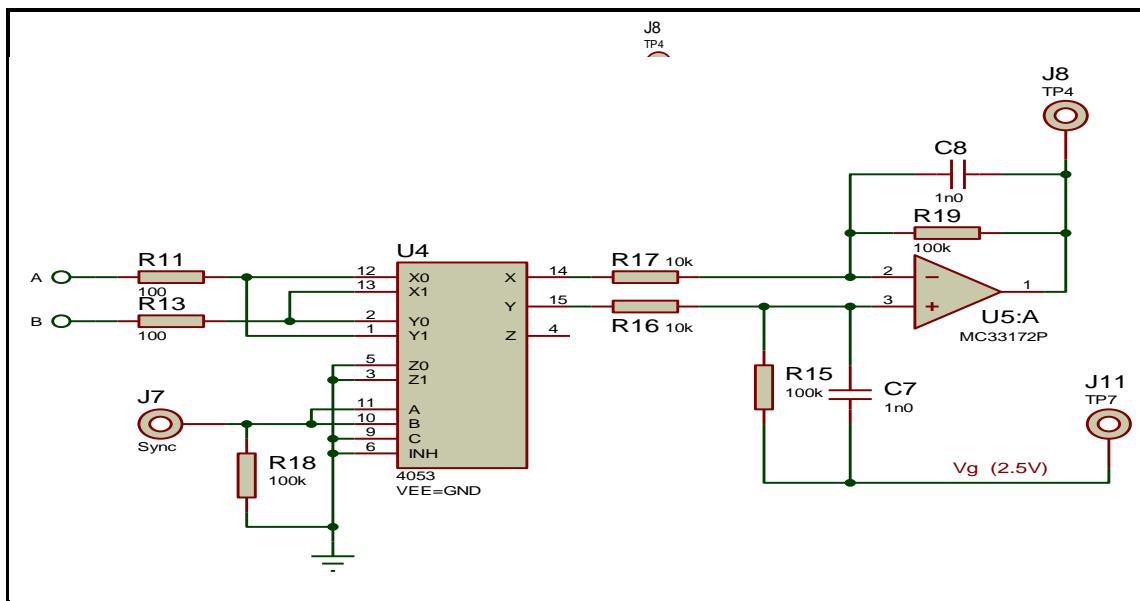 J8
TP4
J8
TP4
C8
1n0
R19
100k
U4
A
R11
100
12
X0
X
14
R17 10k
2
1
13
X1
B
R13
100
2
Y0
Y
15
R16 10k
3
1
Y1
Z
4
U5:A
MC33172P
5
Z0
3
Z1
J7
Sync
11
A
10
B
9
C
6
INH
R18
100k
R15
100k
C7
1n0
J11
TP7
Vg (2.5V)
4053
VEE=GND